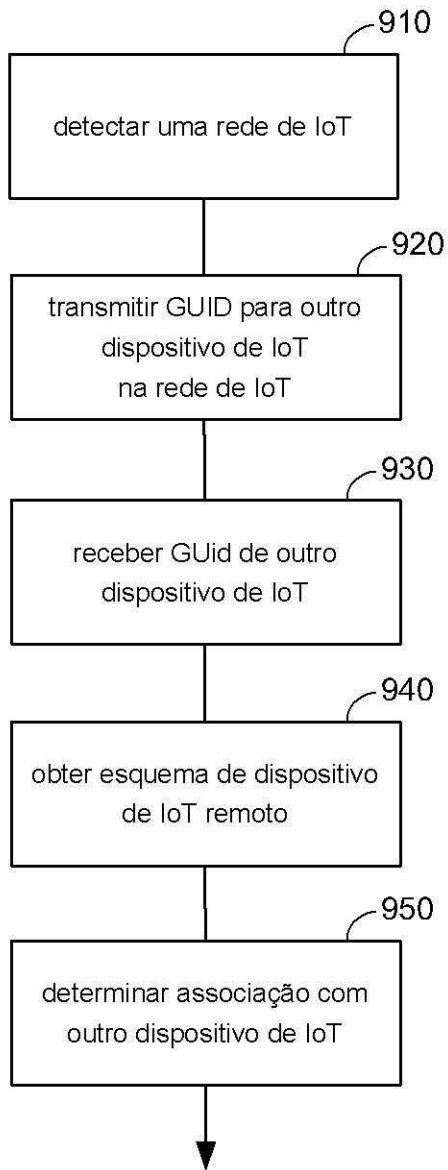 910
detectar uma rede de IoT
920
transmitir GUID para outro
dispositivo de IoT
na rede de IoT
930
receber GUid de outro
dispositivo de IoT
940
obter esquema de dispositivo
de IoT remoto
950
determinar associação com
outro dispositivo de IoT